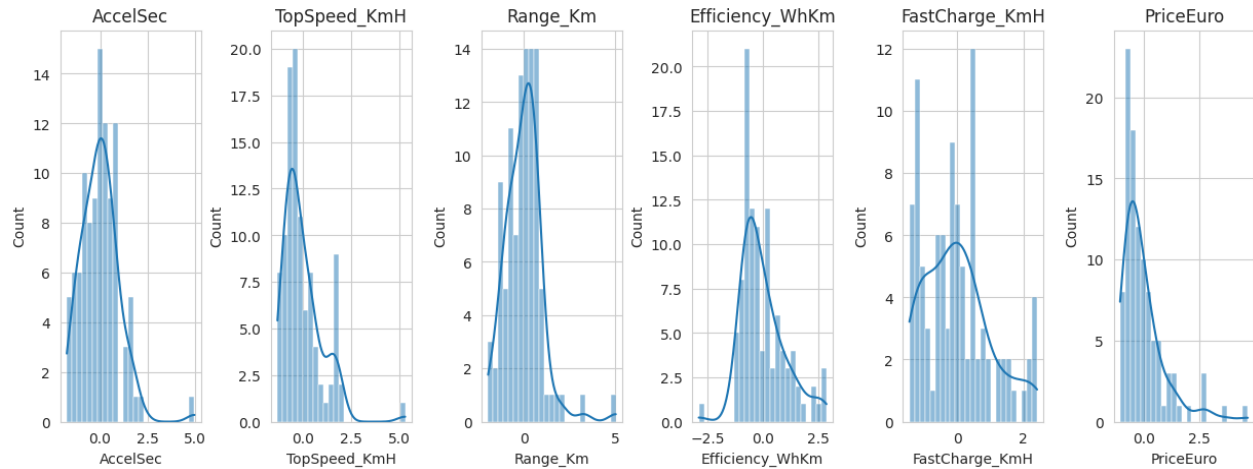 AccelSec
TopSpeed_KmH
Range_Km
Efficiency_WhKm
FastCharge_KmH
PriceEuro
Count
14
12
10
8
6
4
2
0
0.0 2.5 5.0
AccelSec
Count
20.0
17.5
15.0
12.5
10.0
7.5
5.0
2.5
0.0
0.0 2.5 5.0
TopSpeed_KmH
Count
14
12
10
8
6
4
2
0
0 5
Range_Km
Count
20.0
17.5
15.0
12.5
10.0
7.5
5.0
2.5
0.0
−2.5 0.0 2.5
Efficiency_WhKm
Count
12
10
8
6
4
2
0
0 2
FastCharge_KmH
Count
20
15
10
5
0
0.0 2.5
PriceEuro